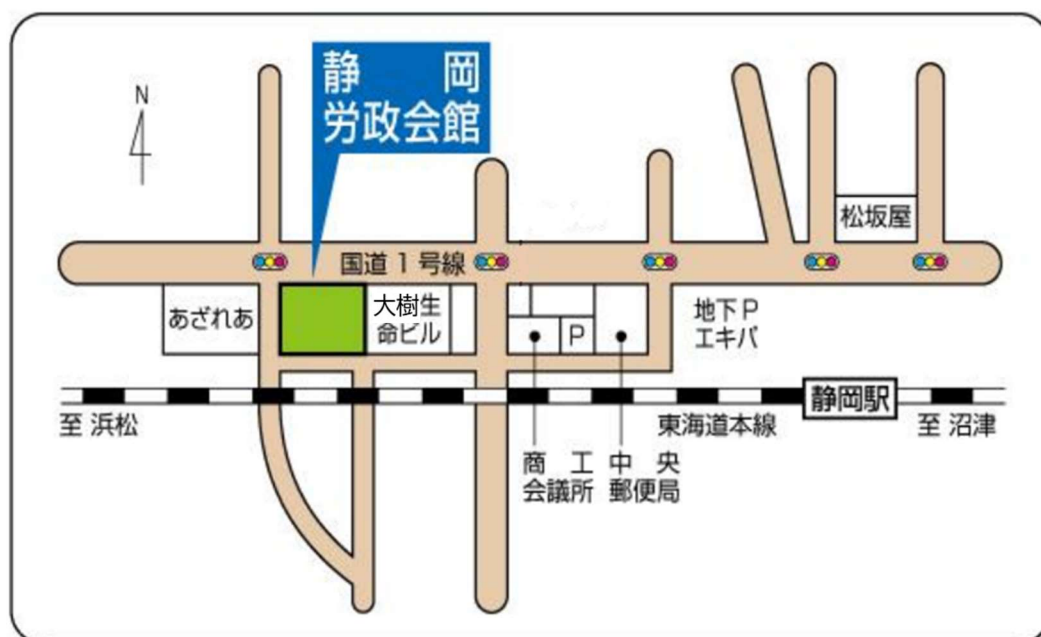 静　岡
労政会館
N
松坂屋
国道1号線
あざれあ
大樹生
命ビル
P
地下P
エキパ
静岡駅
至 浜松
東海道本線
至 沼津
商　工
会議所
中　央
郵便局